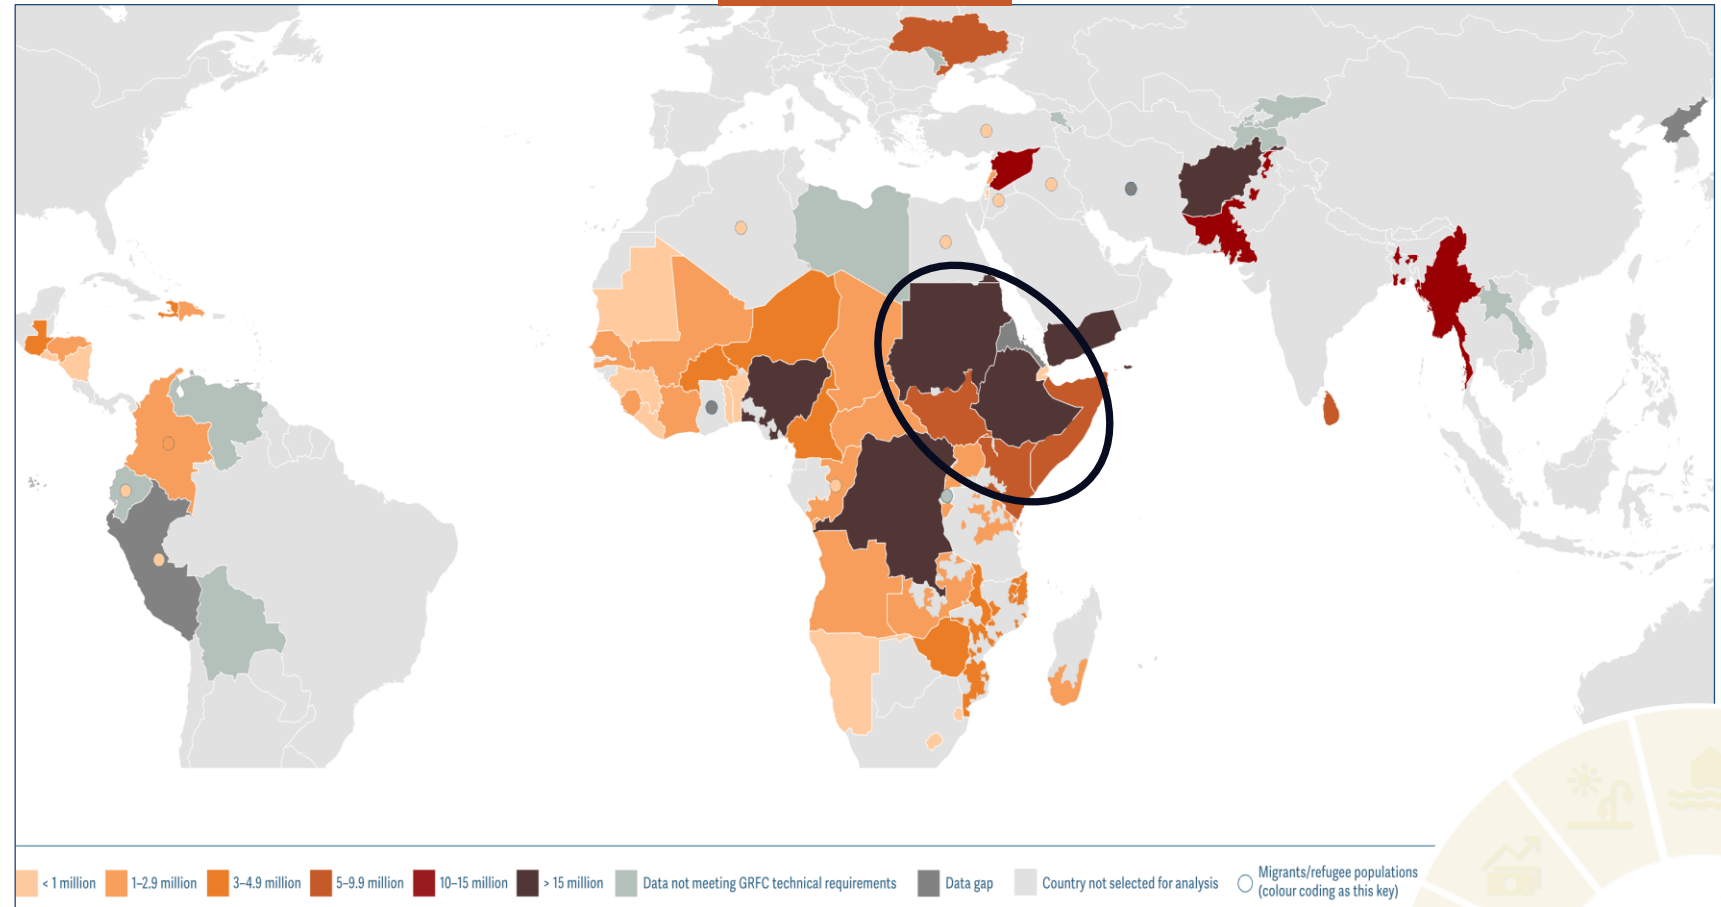 < 1 million
1–2.9 million
3–4.9 million
5–9.9 million
10–15 million
> 15 million
Data not meeting GRFC technical requirements
Data gap
Country not selected for analysis
Migrants/refugee populations
(colour coding as this key)